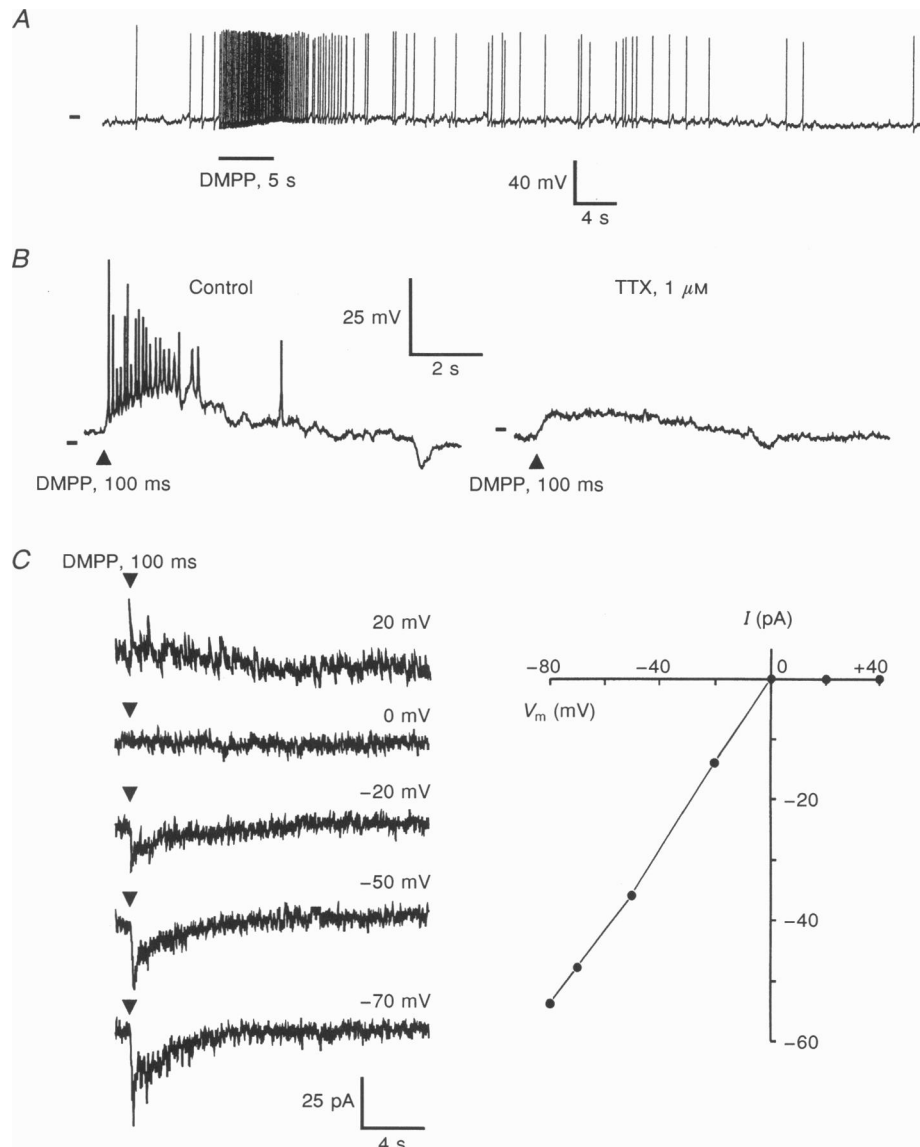 A
DMPP, 5 s
40 mV
4 s
B
Control
TTX, 1 μM
25 mV
2 s
DMPP, 100 ms
DMPP, 100 ms
C
DMPP, 100 ms
20 mV
0 mV
−20 mV
−50 mV
−70 mV
25 pA
4 s
I (pA)
−80
−40
0
+40
Vm (mV)
−20
−40
−60